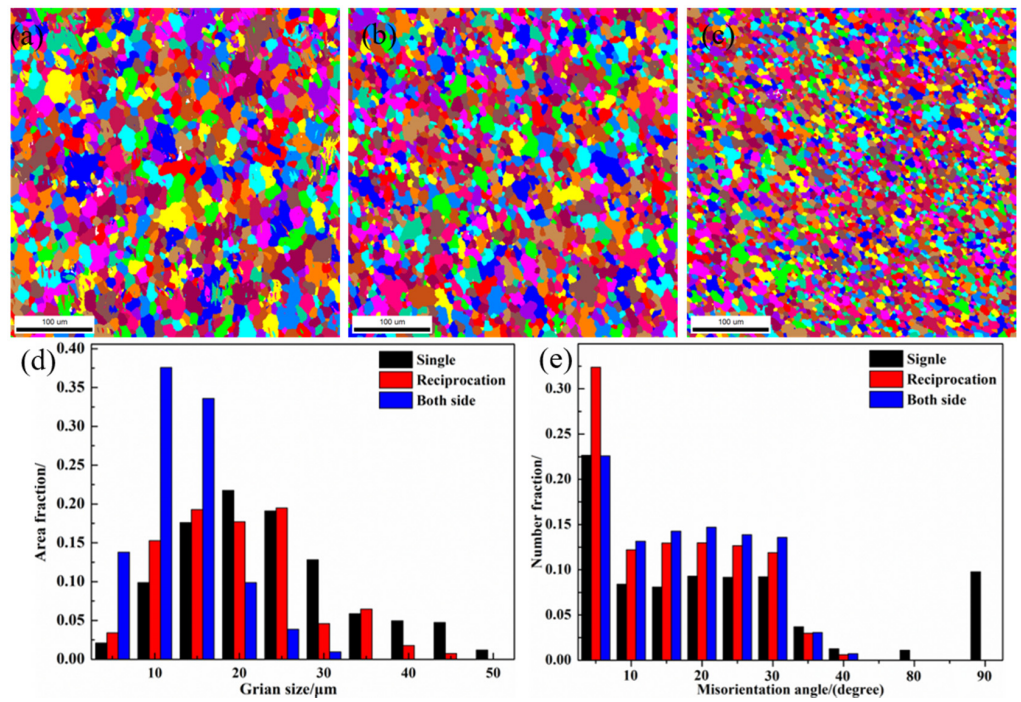 (a) (b) (c)
100 um 100 um 100 um
(d)
0.40
0.35
0.30
0.25
0.20
0.15
0.10
0.05
0.00
Area fraction/
Single
Reciprocation
Both side
10 20 30 40 50
Grian size/μm
(e)
0.30
0.25
0.20
0.15
0.10
0.05
0.00
Number fraction/
Signle
Reciprocation
Both side
10 20 30 40 80 90
Misorientation angle/(degree)